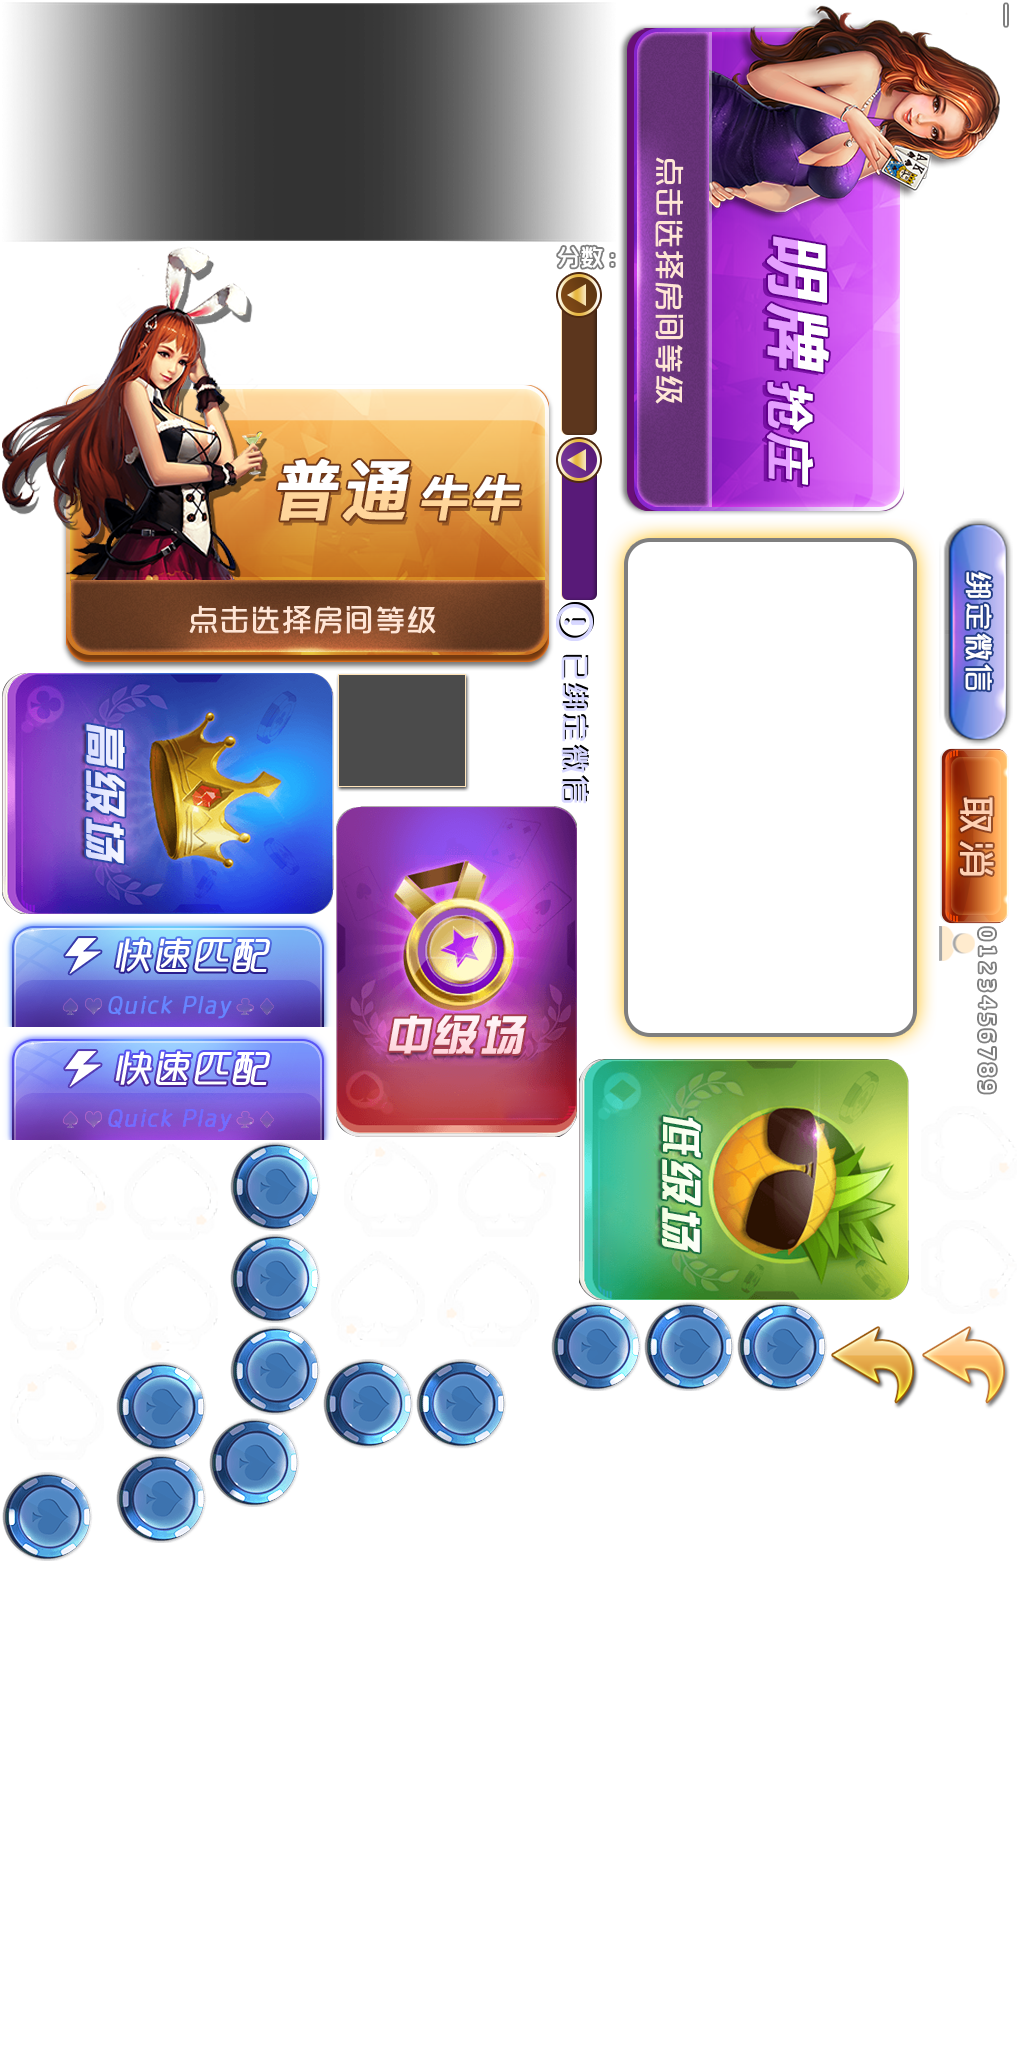 点击选择房间等级
明牌 抢庄
A K
分数:
普通 牛牛
点击选择房间等级
已绑定微信
绑定微信
取消
0123456789
高级场
中级场
快速匹配
Quick Play
快速匹配
Quick Play
低级场